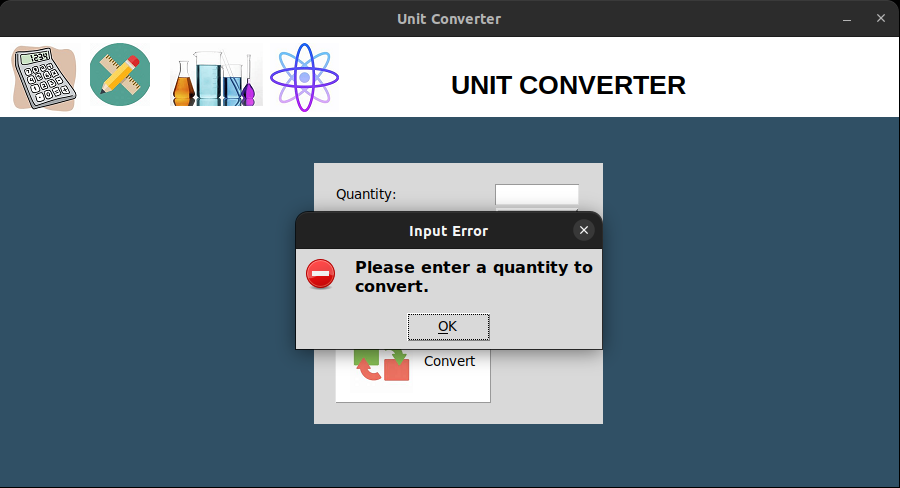 Unit Converter
1234
UNIT CONVERTER
Quantity:
Input Error
Please enter a quantity to
convert.
OK
Convert